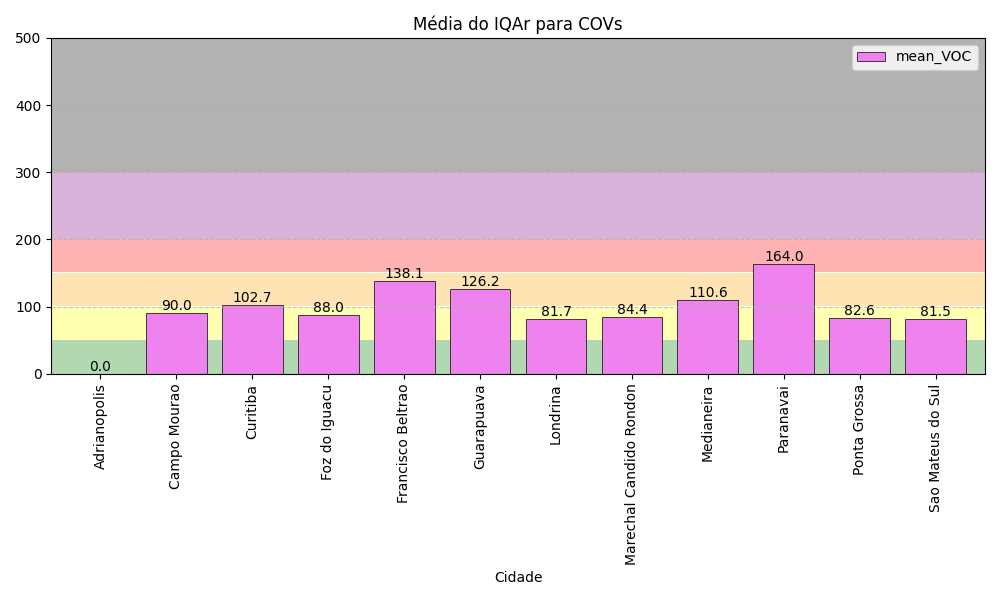 Média do IQAr para COVs
500
400
300
200
100
0
mean_VOC
0.0
90.0
102.7
88.0
138.1
126.2
81.7
84.4
110.6
164.0
82.6
81.5
Adrianopolis
Campo Mourao
Curitiba
Foz do Iguacu
Francisco Beltrao
Guarapuava
Londrina
Marechal Candido Rondon
Medianeira
Paranavai
Ponta Grossa
Sao Mateus do Sul
Cidade